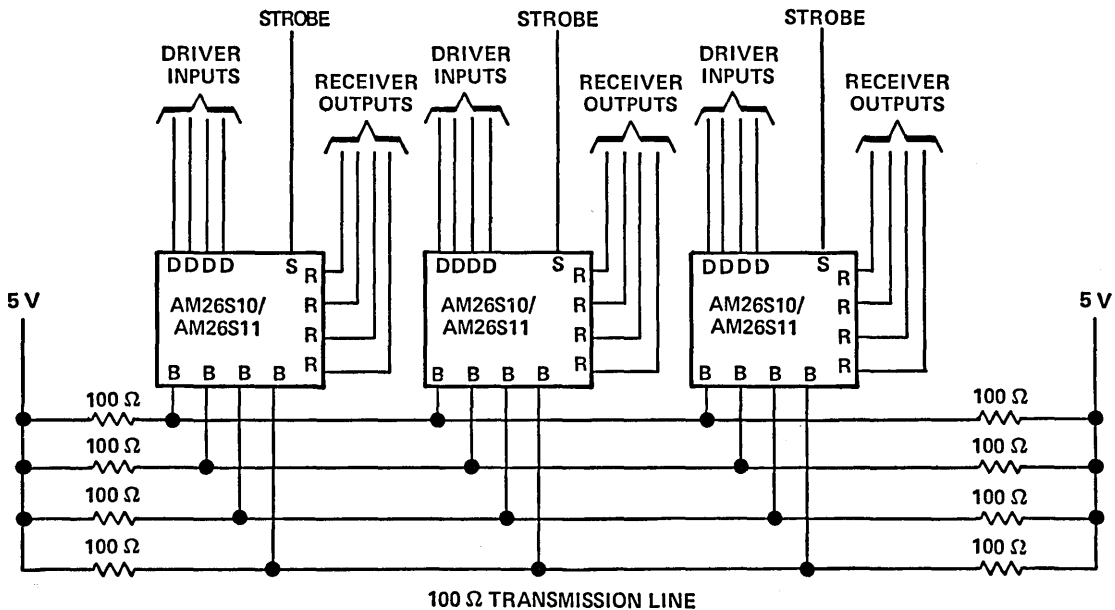 STROBE
STROBE
STROBE
DRIVER
INPUTS
RECEIVER
OUTPUTS
DRIVER
INPUTS
RECEIVER
OUTPUTS
DRIVER
INPUTS
RECEIVER
OUTPUTS
DDDD S
R
R
R
R
AM26S10/
AM26S11
B B B B
DDDD S
R
R
R
R
AM26S10/
AM26S11
B B B B
DDDD S
R
R
R
R
AM26S10/
AM26S11
B B B B
5 V
5 V
100 Ω
100 Ω
100 Ω
100 Ω
100 Ω
100 Ω
100 Ω
100 Ω
100 Ω TRANSMISSION LINE